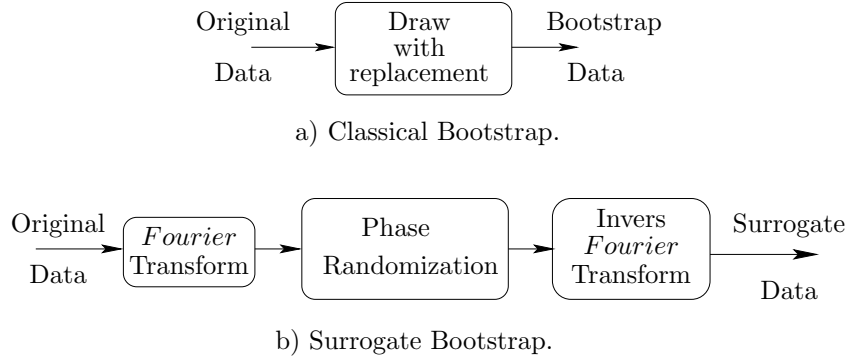 Original
Data
Draw
with
replacement
Bootstrap
Data
a) Classical Bootstrap.
Original
Data
Fourier
Transform
Phase
Randomization
Invers
Fourier
Transform
Surrogate
Data
b) Surrogate Bootstrap.